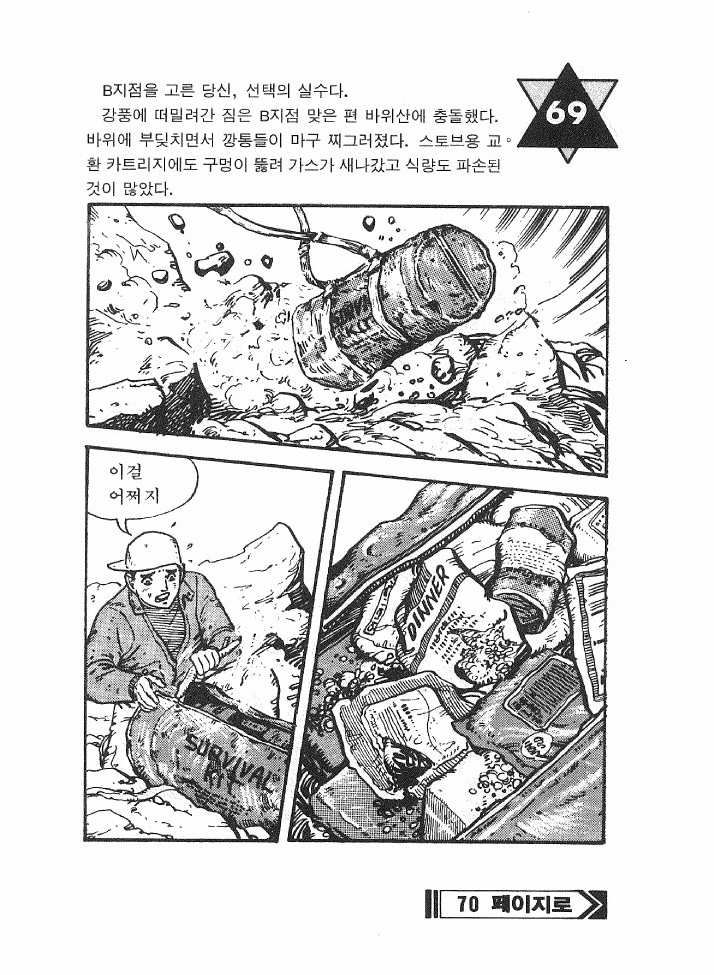 B지점을 고른 당신, 선택의 실수다.
강풍에 떠밀려간 짐은 B지점 맞은 편 바위산에 충돌했다.
바위에 부딪치면서 깡통들이 마구 찌그러졌다. 스토브용 교
환 카트리지에도 구멍이 뚫려 가스가 새나갔고 식량도 파손된
것이 많았다.
69
이걸
어쩌지
SURVIVAL
KIT
DINNER
70 페이지로